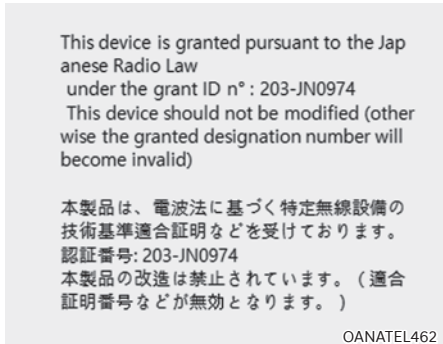 This device is granted pursuant to the Jap
anese Radio Law
under the grant ID n° : 203-JN0974
This device should not be modified (other
wise the granted designation number will
become invalid)
本製品は、電波法に基づく特定無線設備の
技術基準適合証明などを受けております。
認証番号: 203-JN0974
本製品の改造は禁止されています。（適合
証明番号などが無効となります。）
OANATEL462